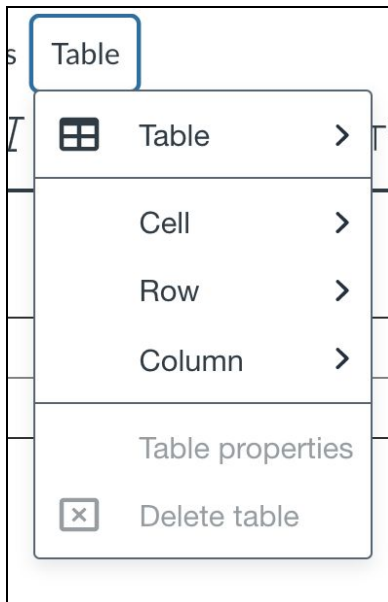 s Table
Table
Cell
Row
Column
Table properties
Delete table